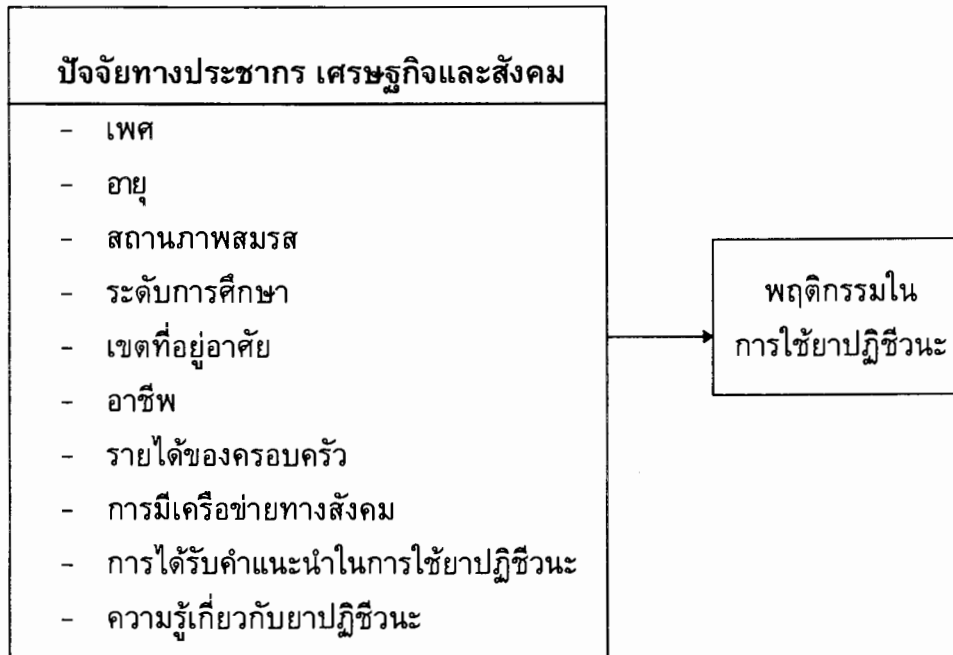 ปัจจัยทางประชากร เศรษฐกิจและสังคม
- เพศ
- อายุ
- สถานภาพสมรส
- ระดับการศึกษา
- เขตที่อยู่อาศัย
- อาชีพ
- รายได้ของครอบครัว
- การมีเครือข่ายทางสังคม
- การได้รับคำแนะนำในการใช้ยาปฏิชีวนะ
- ความรู้เกี่ยวกับยาปฏิชีวนะ
พฤติกรรมใน
การใช้ยาปฏิชีวนะ